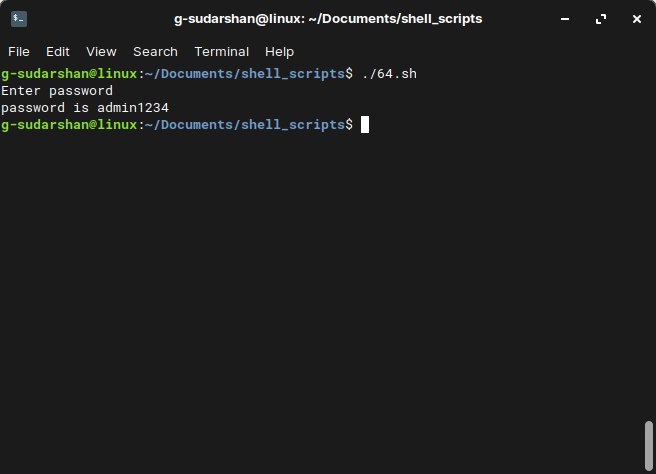 g-sudarshan@linux: ~/Documents/shell_scripts
File Edit View Search Terminal Help
g-sudarshan@linux:~/Documents/shell_scripts$ ./64.sh
Enter password
password is admin1234
g-sudarshan@linux:~/Documents/shell_scripts$